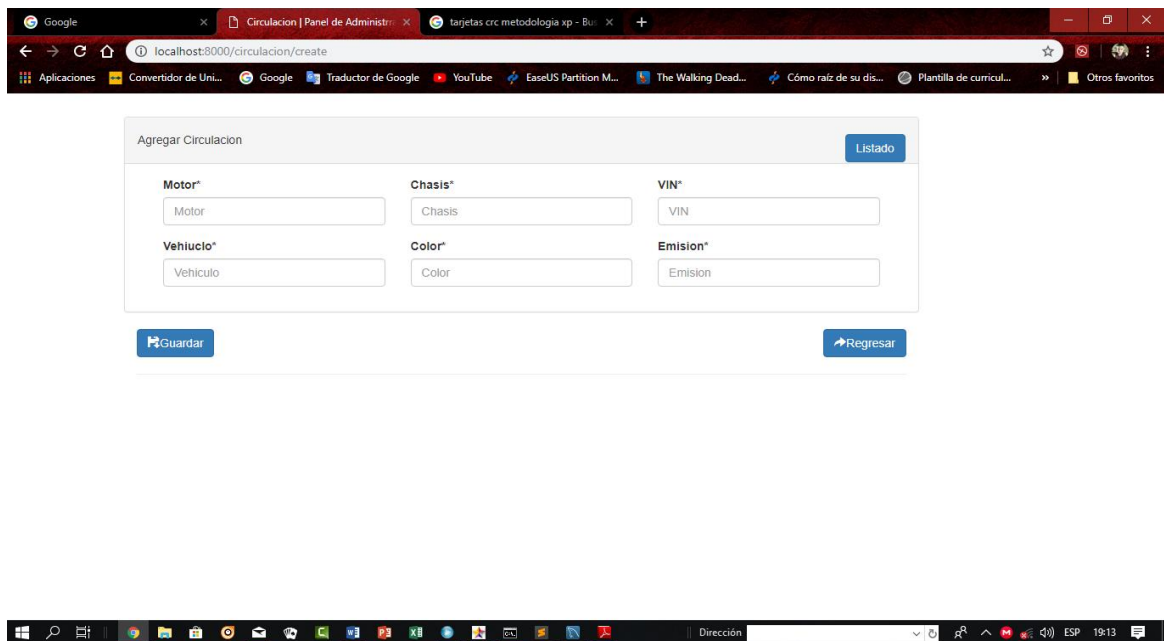 Google
Circulacion | Panel de Administr
tarjetas crc metodologia xp - Bus
localhost:8000/circulacion/create
Aplicaciones
Convertidor de Uni...
Google
Traductor de Google
YouTube
EaseUS Partition M...
The Walking Dead...
Cómo raíz de su dis...
Plantilla de curricul...
»
Otros favoritos
Agregar Circulacion
Listado
Motor*
Chasis*
VIN*
Motor
Chasis
VIN
Vehiuclo*
Color*
Emision*
Vehiculo
Color
Emision
Guardar
Regresar
Dirección
ESP
19:13